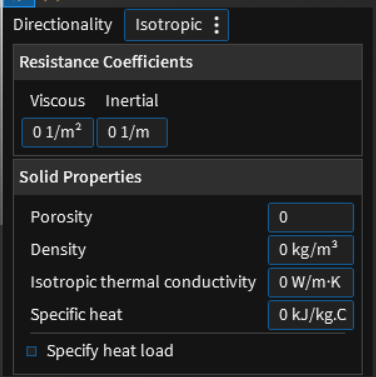 Directionality Isotropic
Resistance Coefficients
Viscous Inertial
0 1/m² 0 1/m
Solid Properties
Porosity 0
Density 0 kg/m³
Isotropic thermal conductivity 0 W/m·K
Specific heat 0 kJ/kg.C
Specify heat load